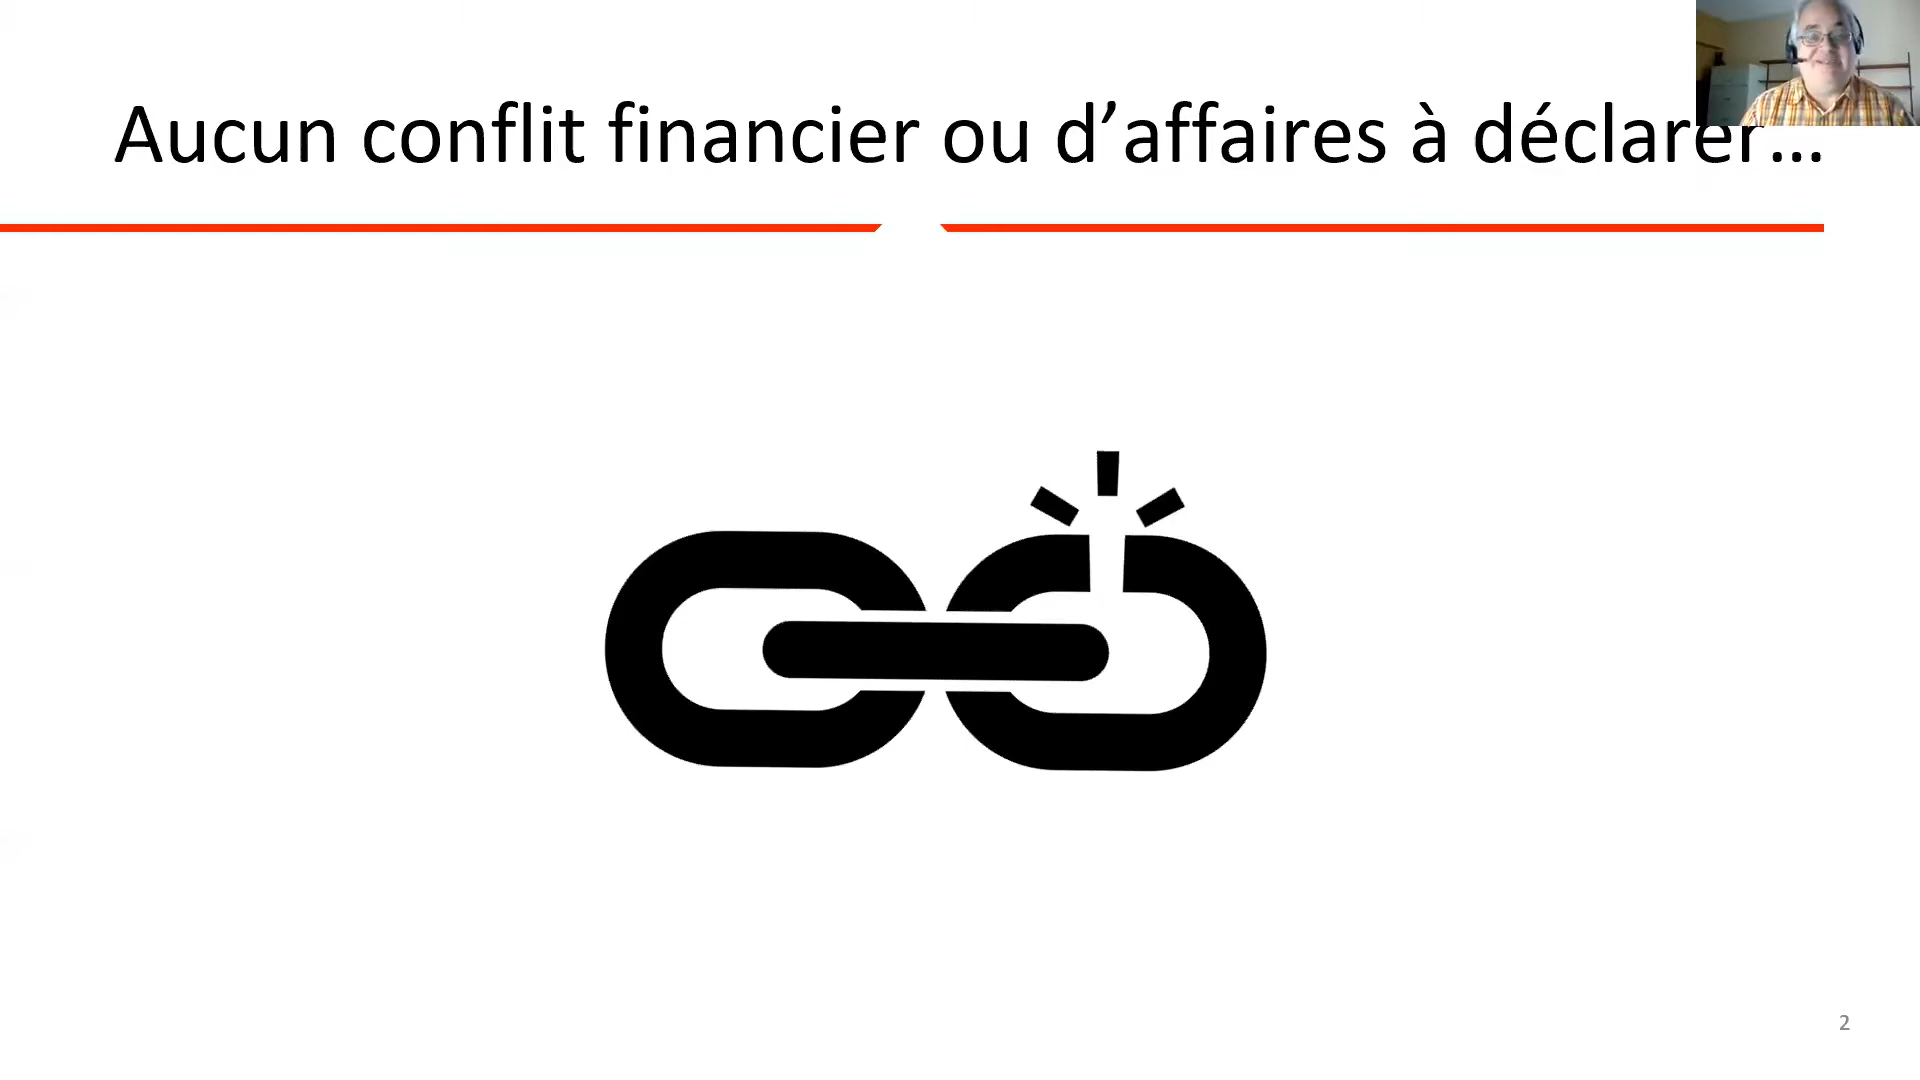 Aucun conflit financier ou d’affaires à déclarer…
2